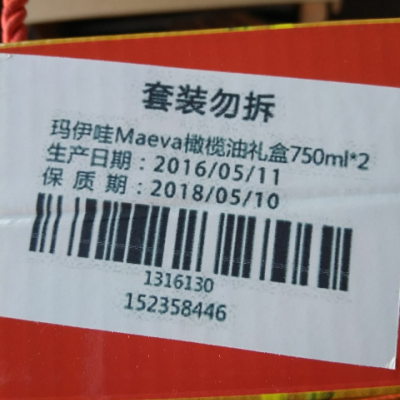 套装勿拆
玛伊哇Maeva橄榄油礼盒750ml*2
生产日期：2016/05/11
保 质 期：2018/05/10
1316130
152358446